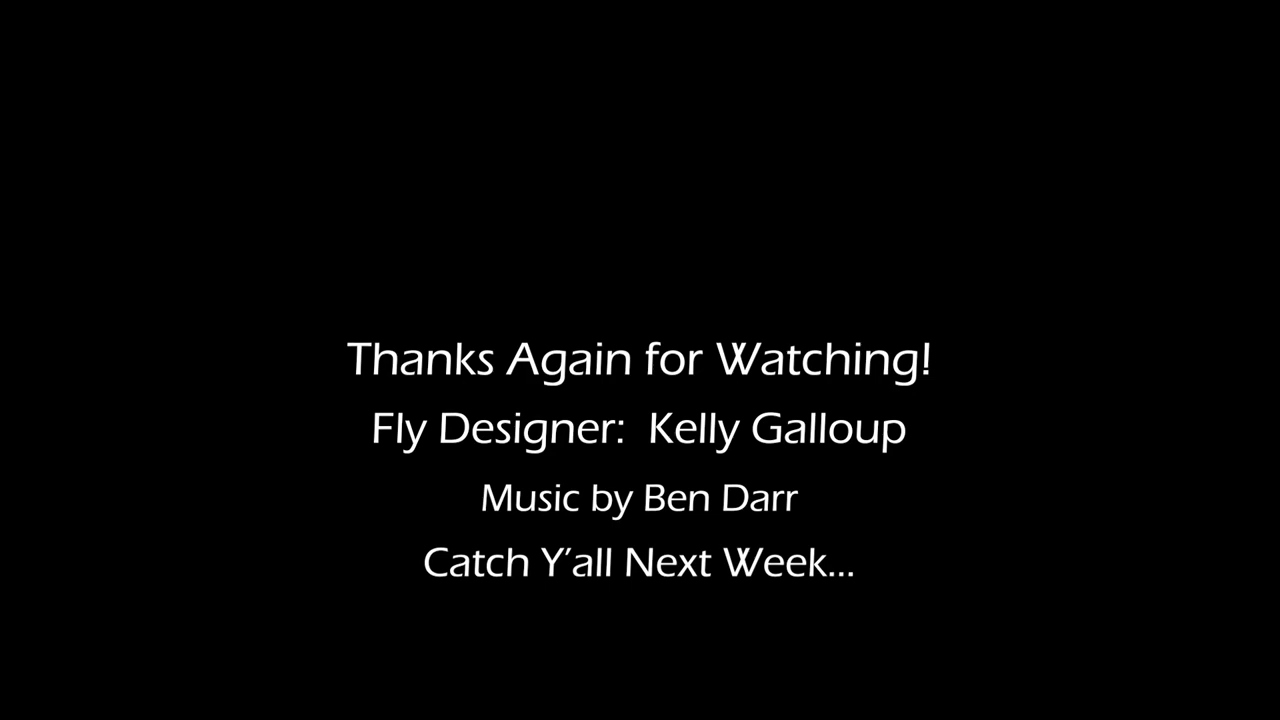 Thanks Again for Watching!
Fly Designer:  Kelly Galloup
Music by Ben Darr
Catch Y’all Next Week...